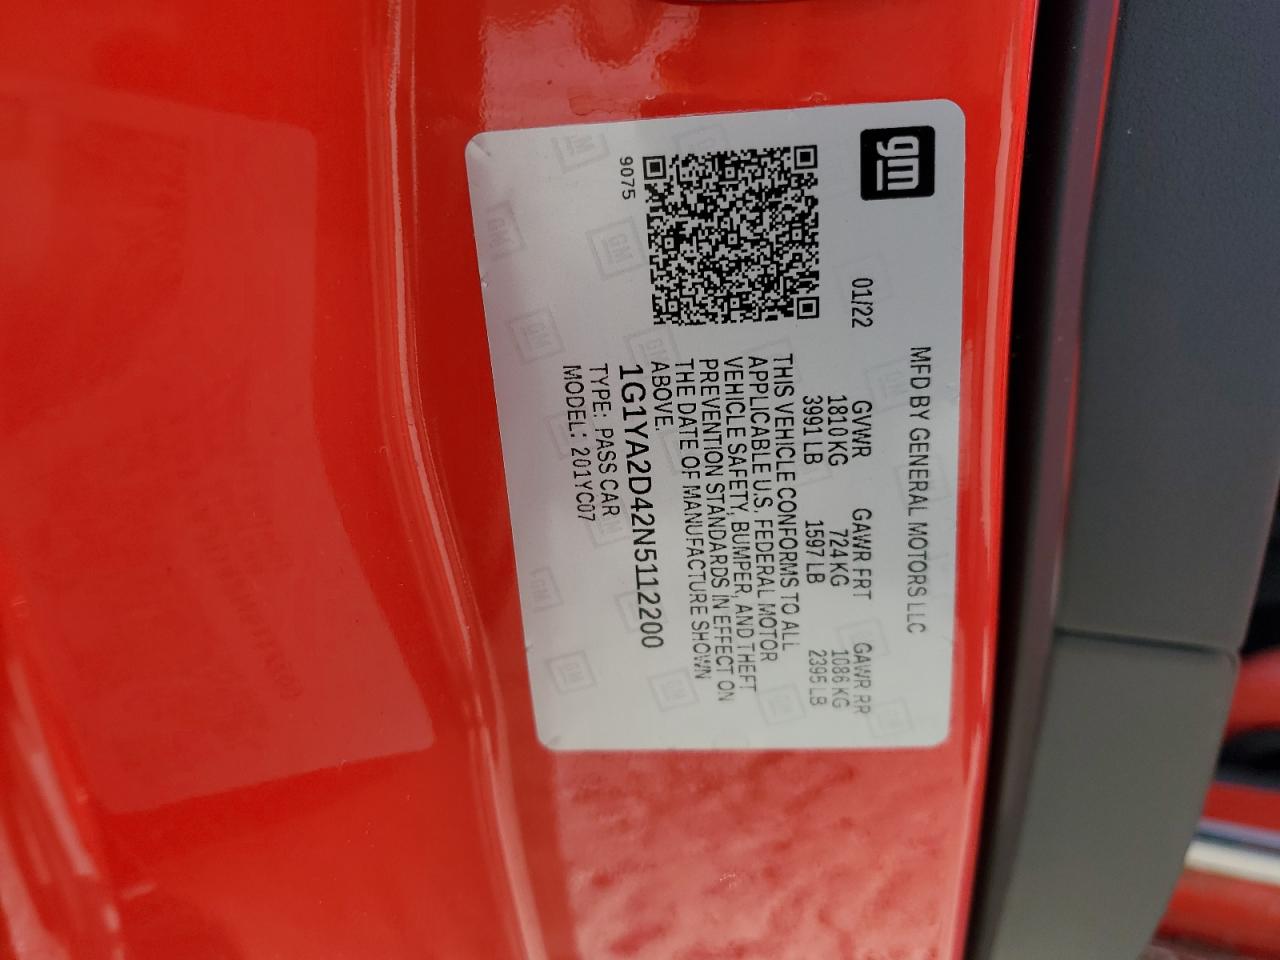 gm
MFD BY GENERAL MOTORS LLC
01/22
GVWR GAWR FRT GAWR RR
1810 KG 724 KG 1086 KG
3991 LB 1597 LB 2395 LB
THIS VEHICLE CONFORMS TO ALL
APPLICABLE U.S. FEDERAL MOTOR
VEHICLE SAFETY, BUMPER, AND THEFT
PREVENTION STANDARDS IN EFFECT ON
THE DATE OF MANUFACTURE SHOWN
ABOVE.
9075
1G1YA2D42N5112200
TYPE: PASS CAR
MODEL: 201YC07